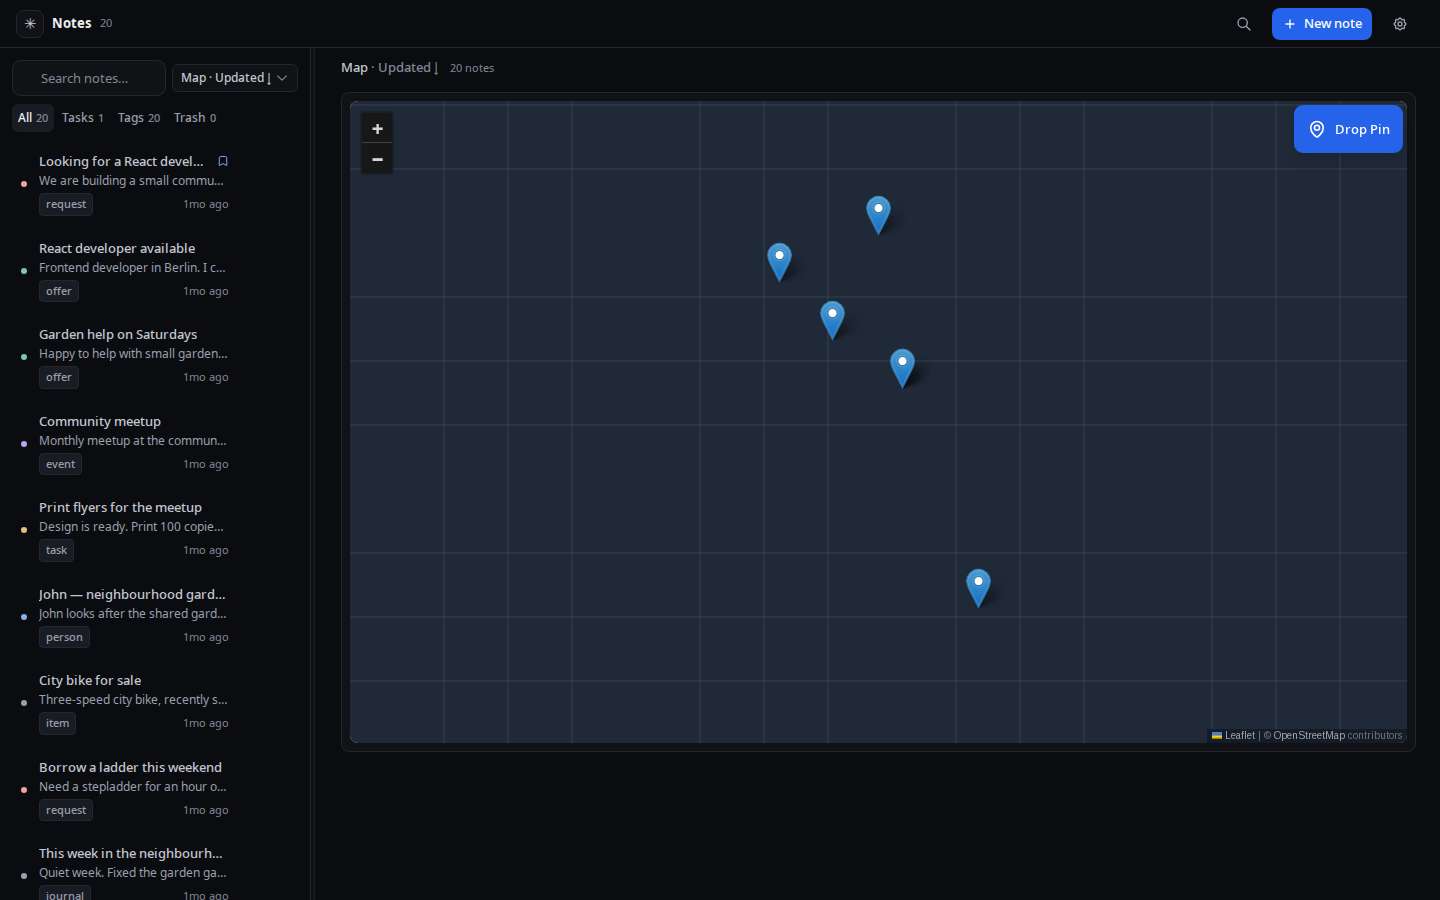 Notes 20
New note
Search notes...
Map · Updated ↓
All 20 Tasks 1 Tags 20 Trash 0
Looking for a React devel...
We are building a small commu...
request 1mo ago
React developer available
Frontend developer in Berlin. I c...
offer 1mo ago
Garden help on Saturdays
Happy to help with small garden...
offer 1mo ago
Community meetup
Monthly meetup at the commun...
event 1mo ago
Print flyers for the meetup
Design is ready. Print 100 copie...
task 1mo ago
John — neighbourhood gard...
John looks after the shared gard...
person 1mo ago
City bike for sale
Three-speed city bike, recently s...
item 1mo ago
Borrow a ladder this weekend
Need a stepladder for an hour o...
request 1mo ago
This week in the neighbourh...
Quiet week. Fixed the garden ga...
journal 1mo ago
Map · Updated ↓ 20 notes
+
−
Drop Pin
Leaflet | © OpenStreetMap contributors